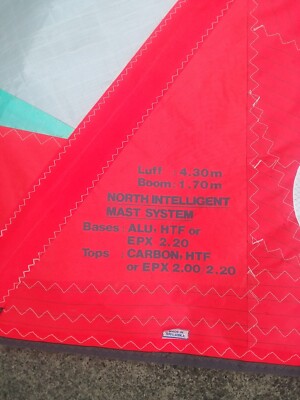 Luff : 4.30m
Boom : 1.70m
NORTH INTELLIGENT
MAST SYSTEM
Bases : ALU, HTF or
EPX 2.20
Tops : CARBON, HTF
or EPX 2.00 2.20